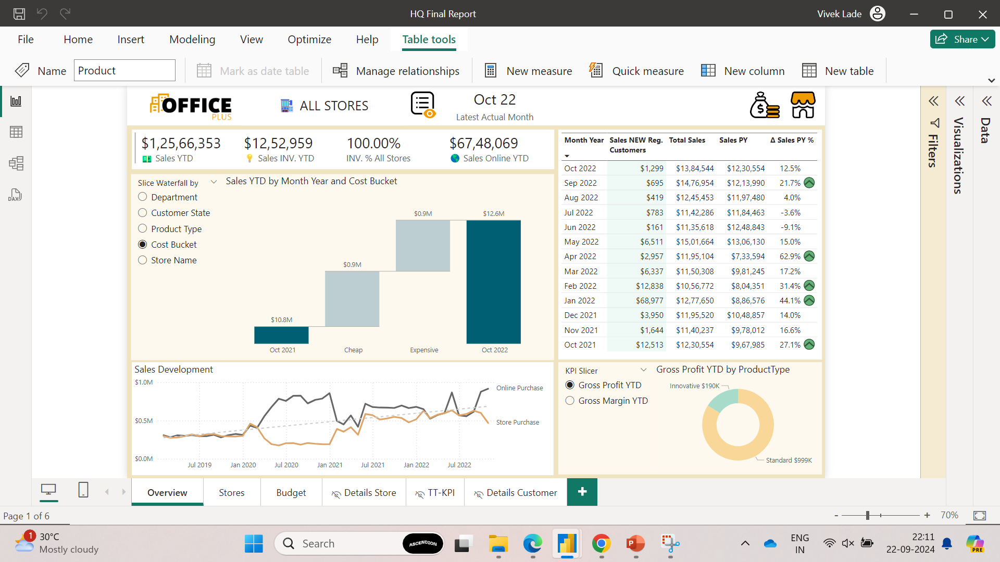 HQ Final Report
Vivek Lade
File Home Insert Modeling View Optimize Help Table tools
Share
Name Product
Mark as date table
Manage relationships
New measure
Quick measure
New column
New table
OFFICE
PLUS
ALL STORES
Oct 22
Latest Actual Month
Filters
Visualizations
Data
$1,25,66,353 $12,52,959 100.00% $67,48,069
Sales YTD Sales INV. YTD INV. % All Stores Sales Online YTD
Slice Waterfall by
Department
Customer State
Product Type
Cost Bucket
Store Name
Sales YTD by Month Year and Cost Bucket
$10.8M $0.9M $0.9M $12.6M
Oct 2021 Cheap Expensive Oct 2022
Month Year Sales NEW Reg. Customers Total Sales Sales PY Δ Sales PY %
Oct 2022 $1,299 $13,84,544 $12,30,554 12.5%
Sep 2022 $695 $14,76,954 $12,13,990 21.7%
Aug 2022 $419 $12,45,453 $11,97,480 4.0%
Jul 2022 $783 $11,42,286 $11,84,463 -3.6%
Jun 2022 $161 $11,35,618 $12,48,843 -9.1%
May 2022 $6,511 $15,01,664 $13,06,130 15.0%
Apr 2022 $2,957 $11,95,104 $7,33,594 62.9%
Mar 2022 $6,337 $11,50,308 $9,81,245 17.2%
Feb 2022 $12,838 $10,56,772 $8,04,351 31.4%
Jan 2022 $68,977 $12,77,650 $8,86,576 44.1%
Dec 2021 $3,950 $11,95,520 $10,48,857 14.0%
Nov 2021 $1,644 $11,40,237 $9,78,012 16.6%
Oct 2021 $12,513 $12,30,554 $9,67,985 27.1%
Sales Development
$1.0M
$0.5M
$0.0M
Jul 2019 Jan 2020 Jul 2020 Jan 2021 Jul 2021 Jan 2022 Jul 2022
Online Purchase
Store Purchase
KPI Slicer
Gross Profit YTD
Gross Margin YTD
Gross Profit YTD by ProductType
Innovative $190K
Standard $999K
DAX
Overview Stores Budget Details Store TT-KPI Details Customer +
Page 1 of 6
- + 70%
1
30°C
Mostly cloudy
Search
ASCENDION
P
ENG
IN
22:11
22-09-2024
PRE